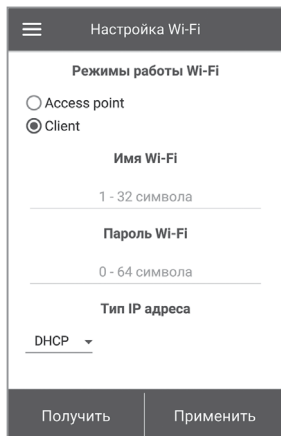 Настройка Wi-Fi
Режимы работы Wi-Fi
Access point
Client
Имя Wi-Fi
1 - 32 символа
Пароль Wi-Fi
0 - 64 символа
Тип IP адреса
DHCP
Получить Применить